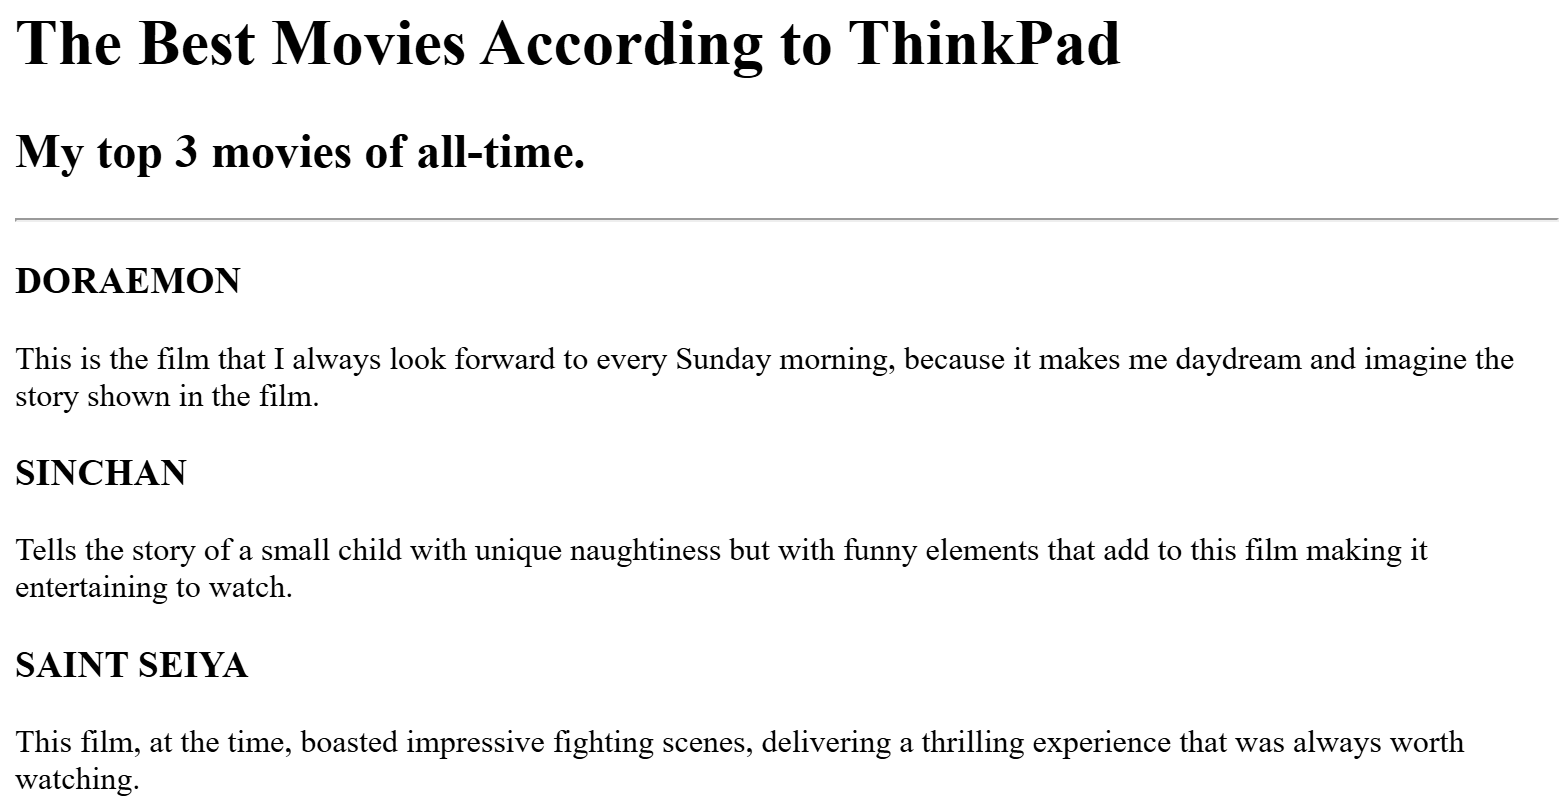 The Best Movies According to ThinkPad
My top 3 movies of all-time.
DORAEMON
This is the film that I always look forward to every Sunday morning, because it makes me daydream and imagine the
story shown in the film.
SINCHAN
Tells the story of a small child with unique naughtiness but with funny elements that add to this film making it
entertaining to watch.
SAINT SEIYA
This film, at the time, boasted impressive fighting scenes, delivering a thrilling experience that was always worth
watching.